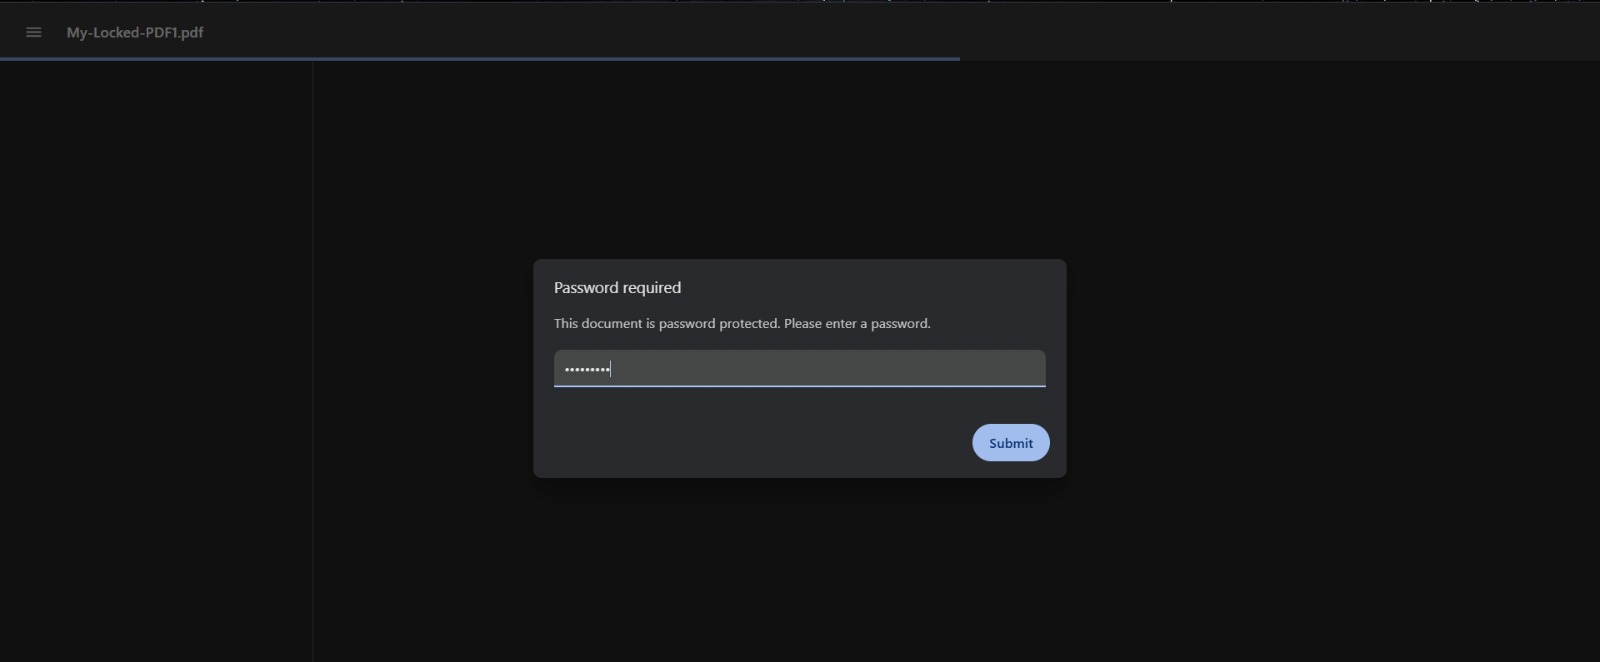 My-Locked-PDF1.pdf
Password required
This document is password protected. Please enter a password.
•••••••••
Submit